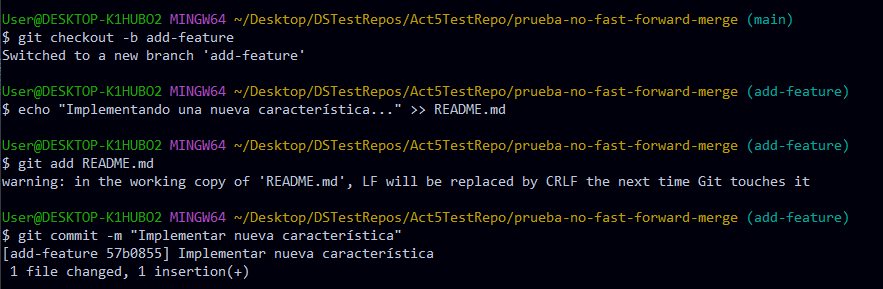 User@DESKTOP-K1HUBO2 MINGW64 ~/Desktop/DSTestRepos/Act5TestRepo/prueba-no-fast-forward-merge (main)
$ git checkout -b add-feature
Switched to a new branch 'add-feature'
User@DESKTOP-K1HUBO2 MINGW64 ~/Desktop/DSTestRepos/Act5TestRepo/prueba-no-fast-forward-merge (add-feature)
$ echo "Implementando una nueva característica..." >> README.md
User@DESKTOP-K1HUBO2 MINGW64 ~/Desktop/DSTestRepos/Act5TestRepo/prueba-no-fast-forward-merge (add-feature)
$ git add README.md
warning: in the working copy of 'README.md', LF will be replaced by CRLF the next time Git touches it
User@DESKTOP-K1HUBO2 MINGW64 ~/Desktop/DSTestRepos/Act5TestRepo/prueba-no-fast-forward-merge (add-feature)
$ git commit -m "Implementar nueva característica"
[add-feature 57b0855] Implementar nueva característica
 1 file changed, 1 insertion(+)